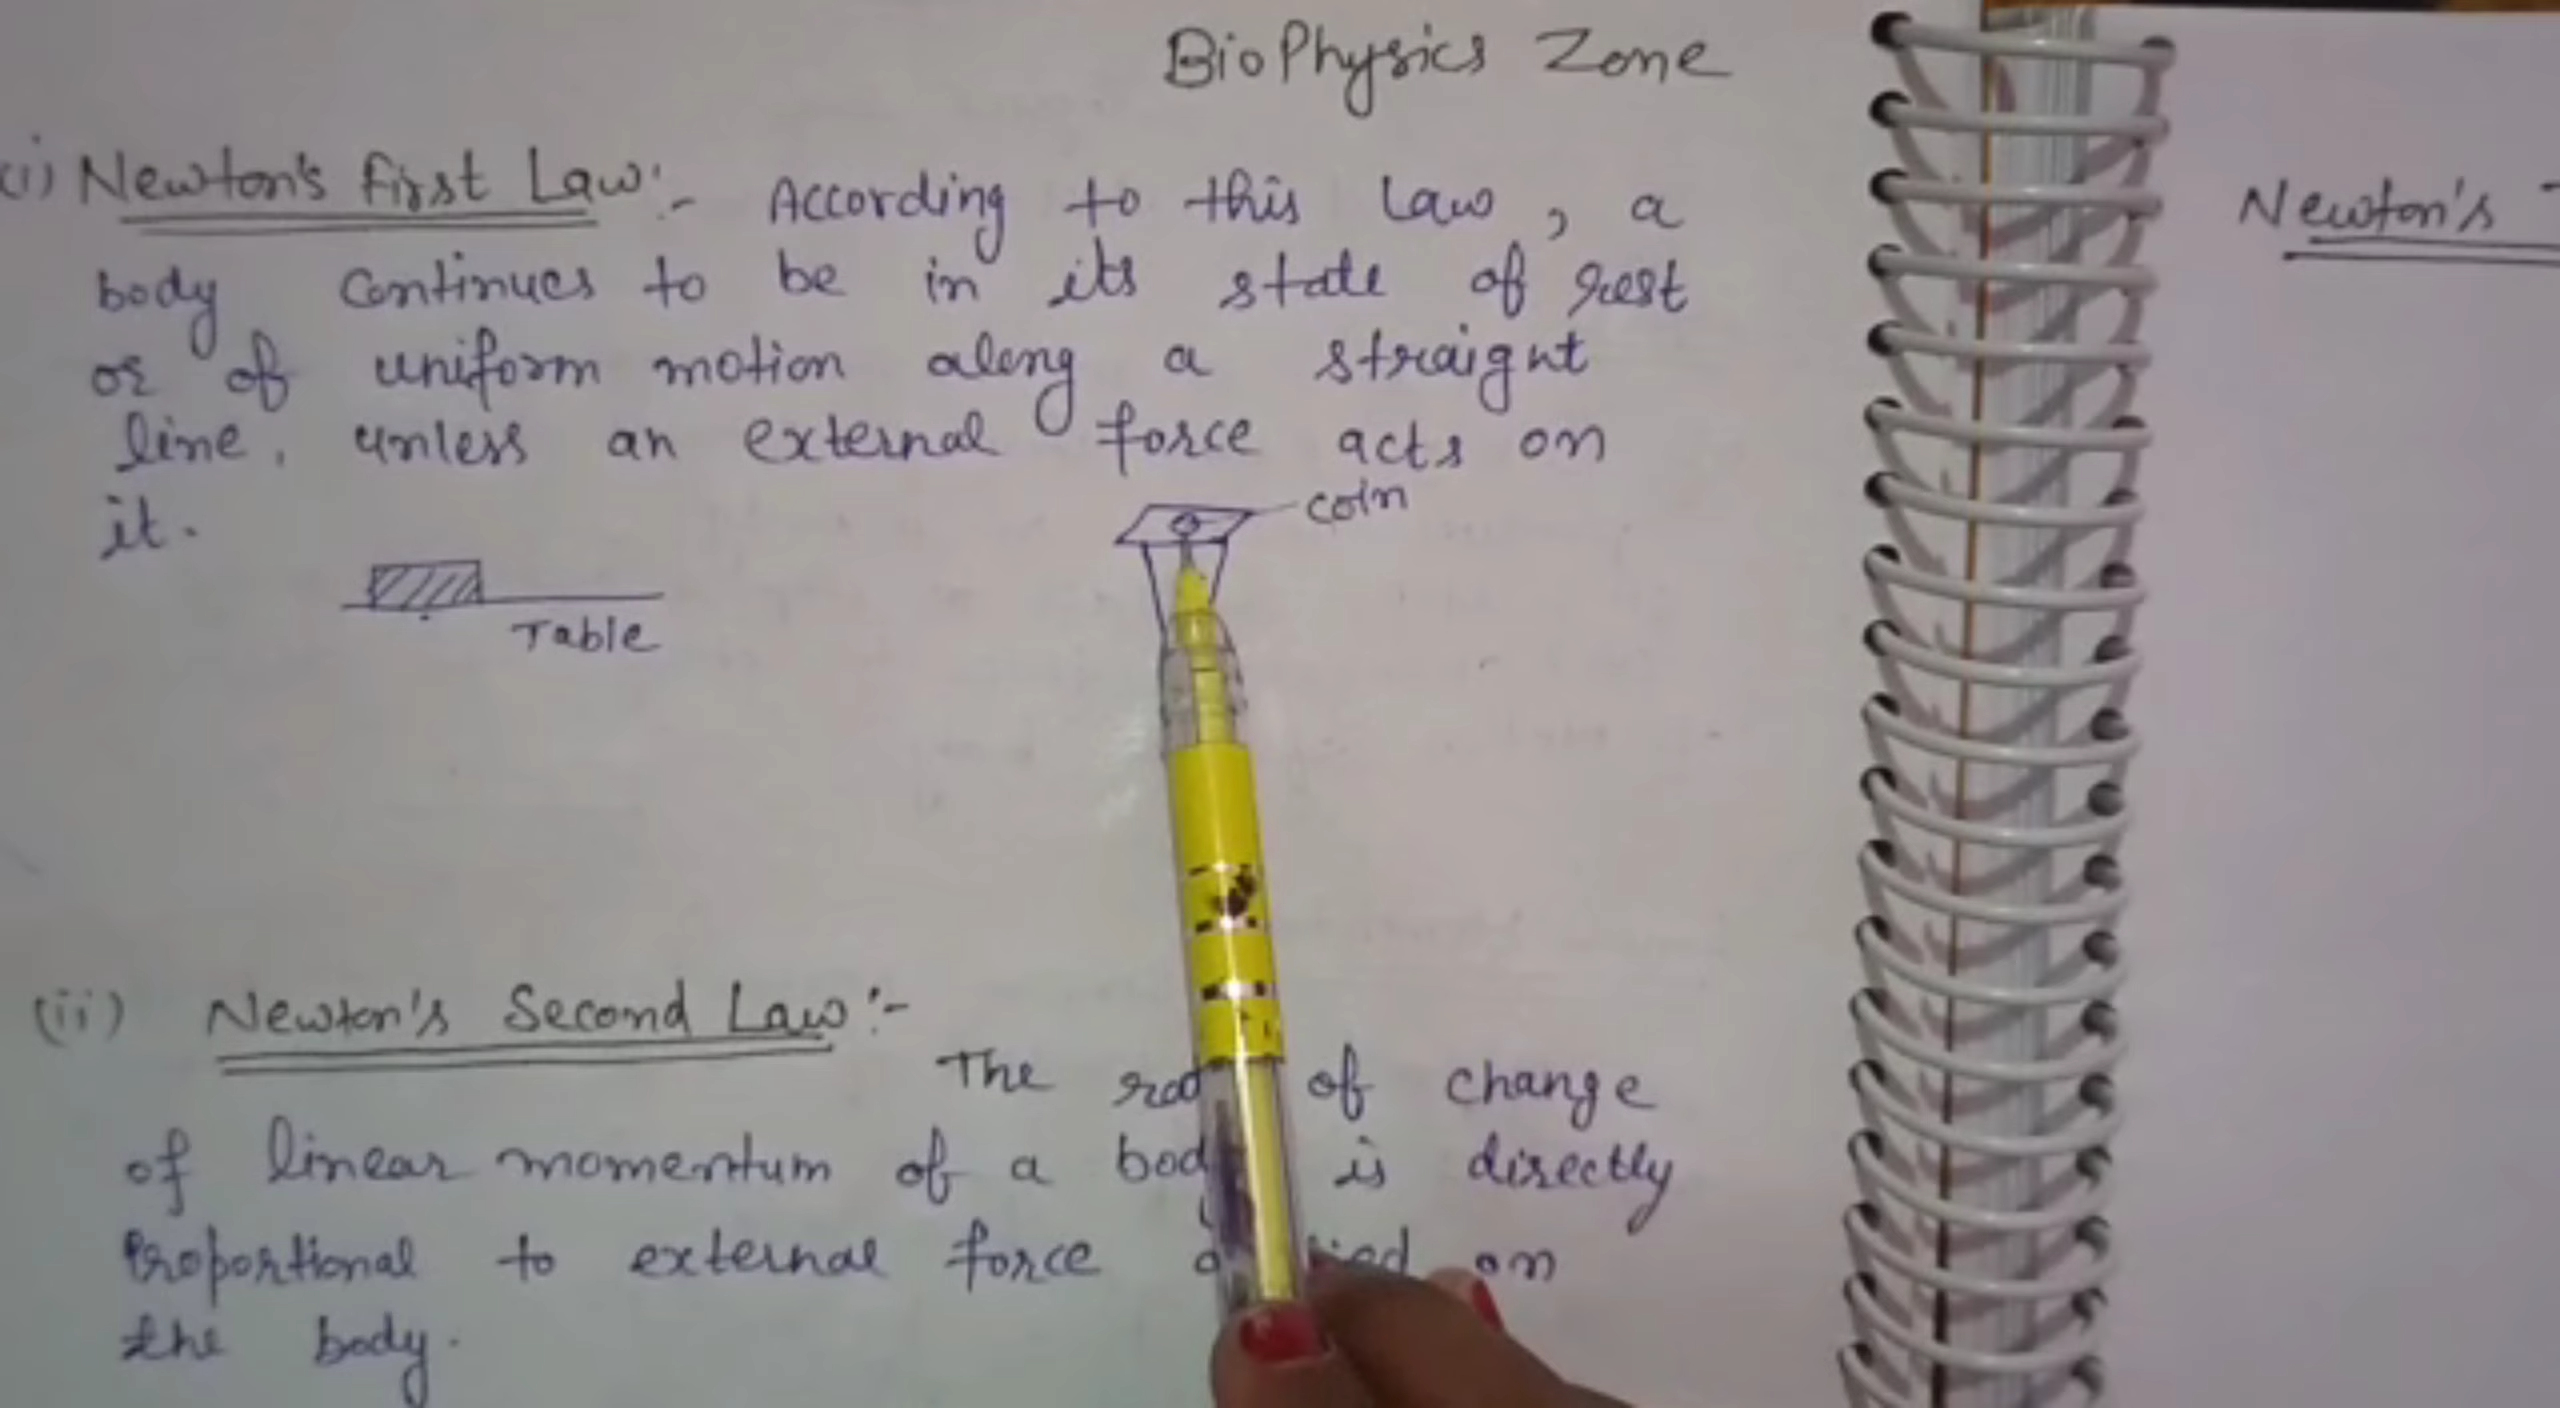 BioPhysics Zone
(i) Newton's first Law:- According to this law, a
body continues to be in its state of rest
or of uniform motion along a straignt
line. unless an external force acts on
it.
coin
Table
(ii) Newton's Second Law:-
The of change
of linear momentum of a is directly
Proportional to external force on
the body.
Newton's